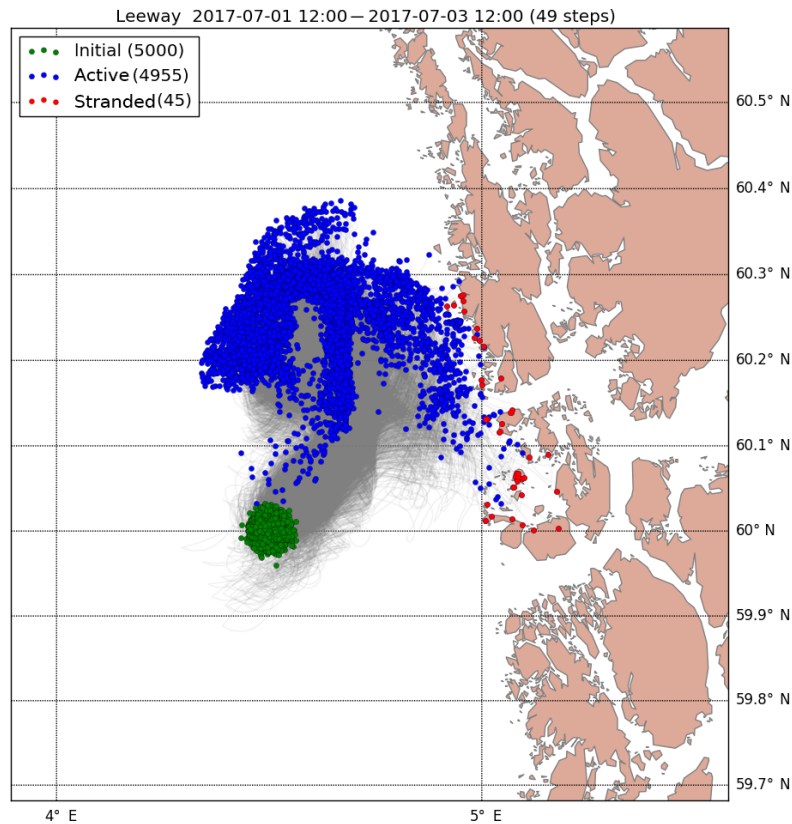 Leeway 2017-07-01 12:00 — 2017-07-03 12:00 (49 steps)
Initial (5000)
Active (4955)
Stranded (45)
60.5° N
60.4° N
60.3° N
60.2° N
60.1° N
60° N
59.9° N
59.8° N
59.7° N
4° E
5° E